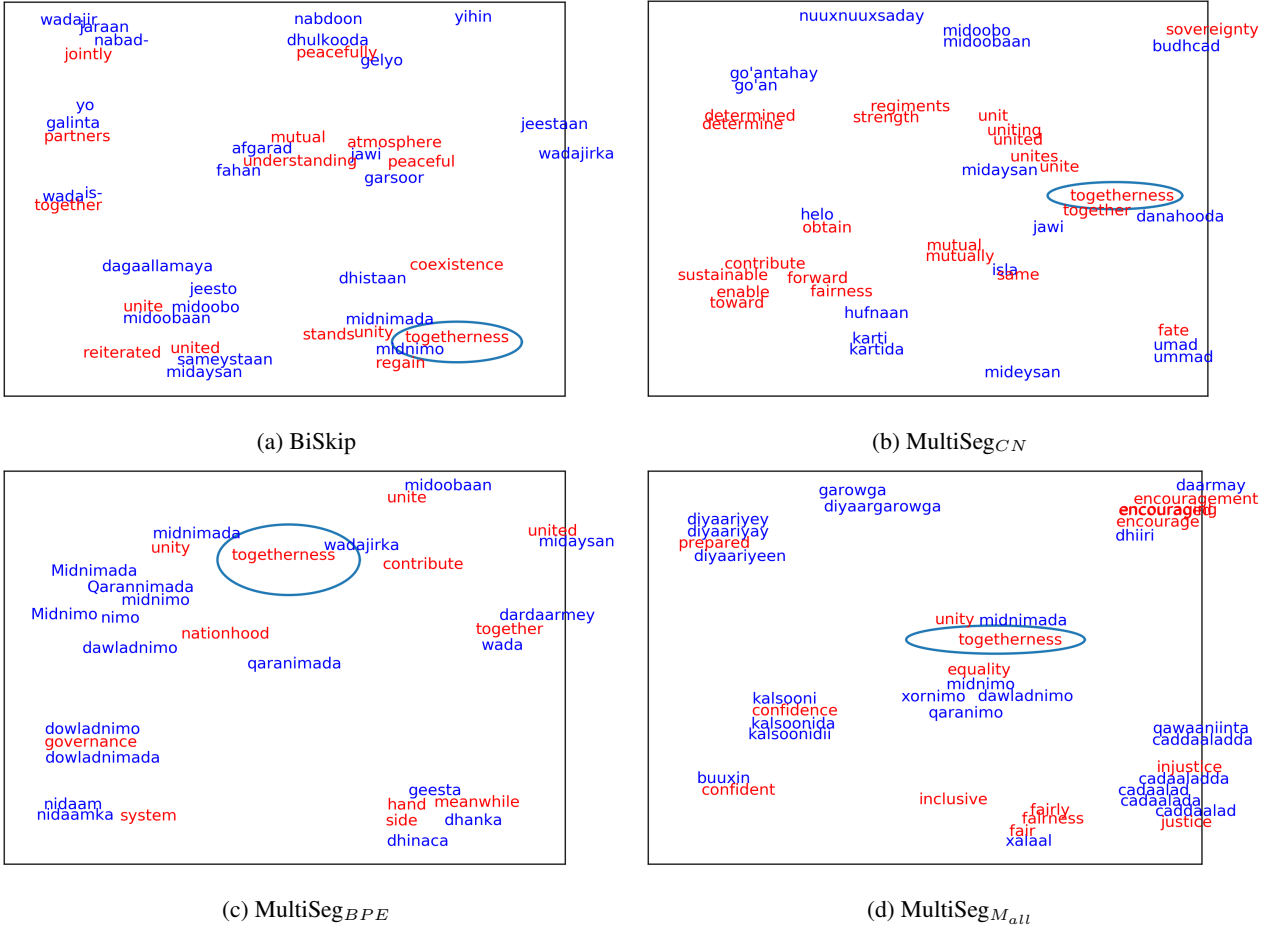 wadajir
jaraan
nabad-
jointly
nabdoon
dhulkooda
peacefully
gelyo
yihin
yo
galinta
partners
mutual
afgarad
understanding
fahan
atmosphere
jawi
peaceful
garsoor
jeestaan
wadajirka
wada
is-
together
dagaallamaya
jeesto
unite
midoobo
midoobaan
reiterated
united
sameystaan
midaysan
coexistence
dhistaan
midnimada
stands
unity
togetherness
midnimo
regain
(a) BiSkip
nuuxnuuxsaday
midoobo
midoobaan
sovereignty
budhcad
go'antahay
go'an
determined
determine
regiments
strength
unit
uniting
united
unites
midaysan
unite
togetherness
together
danahooda
jawi
helo
obtain
mutual
mutually
isla
same
contribute
sustainable
forward
enable
fairness
toward
hufnaan
karti
kartida
fate
umad
ummad
mideysan
(b) MultiSeg_CN
midoobaan
unite
midnimada
unity
togetherness
wadajirka
united
midaysan
contribute
Midnimada
Qarannimada
midnimo
Midnimo
nimo
nationhood
dawladnimo
qaranimada
dardaarmey
together
wada
dowladnimo
governance
dowladnimada
nidaam
nidaamka
system
geesta
hand
meanwhile
side
dhanka
dhinaca
(c) MultiSeg_BPE
garowga
diyaargarowga
diyaariyey
diyaariyay
prepared
diyaariyeen
daarmay
encouragement
encourage
dhiiri
unity
midnimada
togetherness
equality
midnimo
xornimo
dawladnimo
qaranimo
kalsooni
confidence
kalsoonida
kalsoonidii
buuxin
confident
inclusive
fairly
fairness
fair
xalaal
qawaaniinta
caddaaladda
injustice
cadaaladda
cadaalad
cadaalada
caddaalad
justice
(d) MultiSeg_M_all